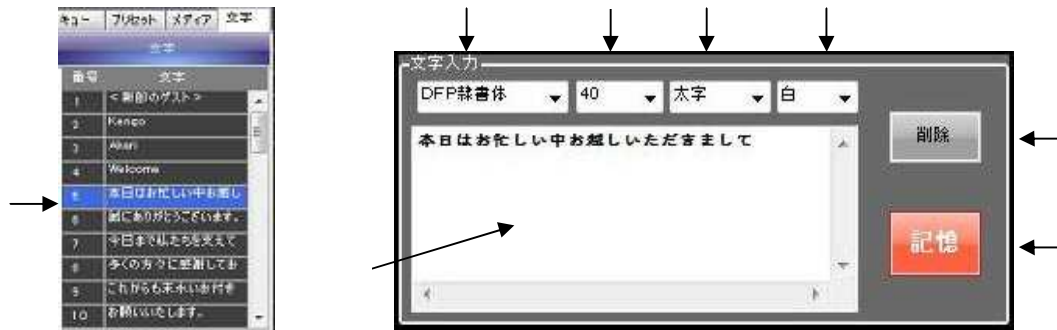 キュー プリセット メディア 文字
文字
番号 文字
1 <新郎のゲスト>
2 Kengo
3 Akari
4 Welcome
5 本日はお忙しい中お越し
6 誠にありがとうございます。
7 今日まで私たちを支えて
8 多くの方々に感謝してお
9 これからも末永いお付き
10 お願いいたします。
文字入力
DFP隷書体 40 太字 白
本日はお忙しい中お越しいただきまして
削除
記憶